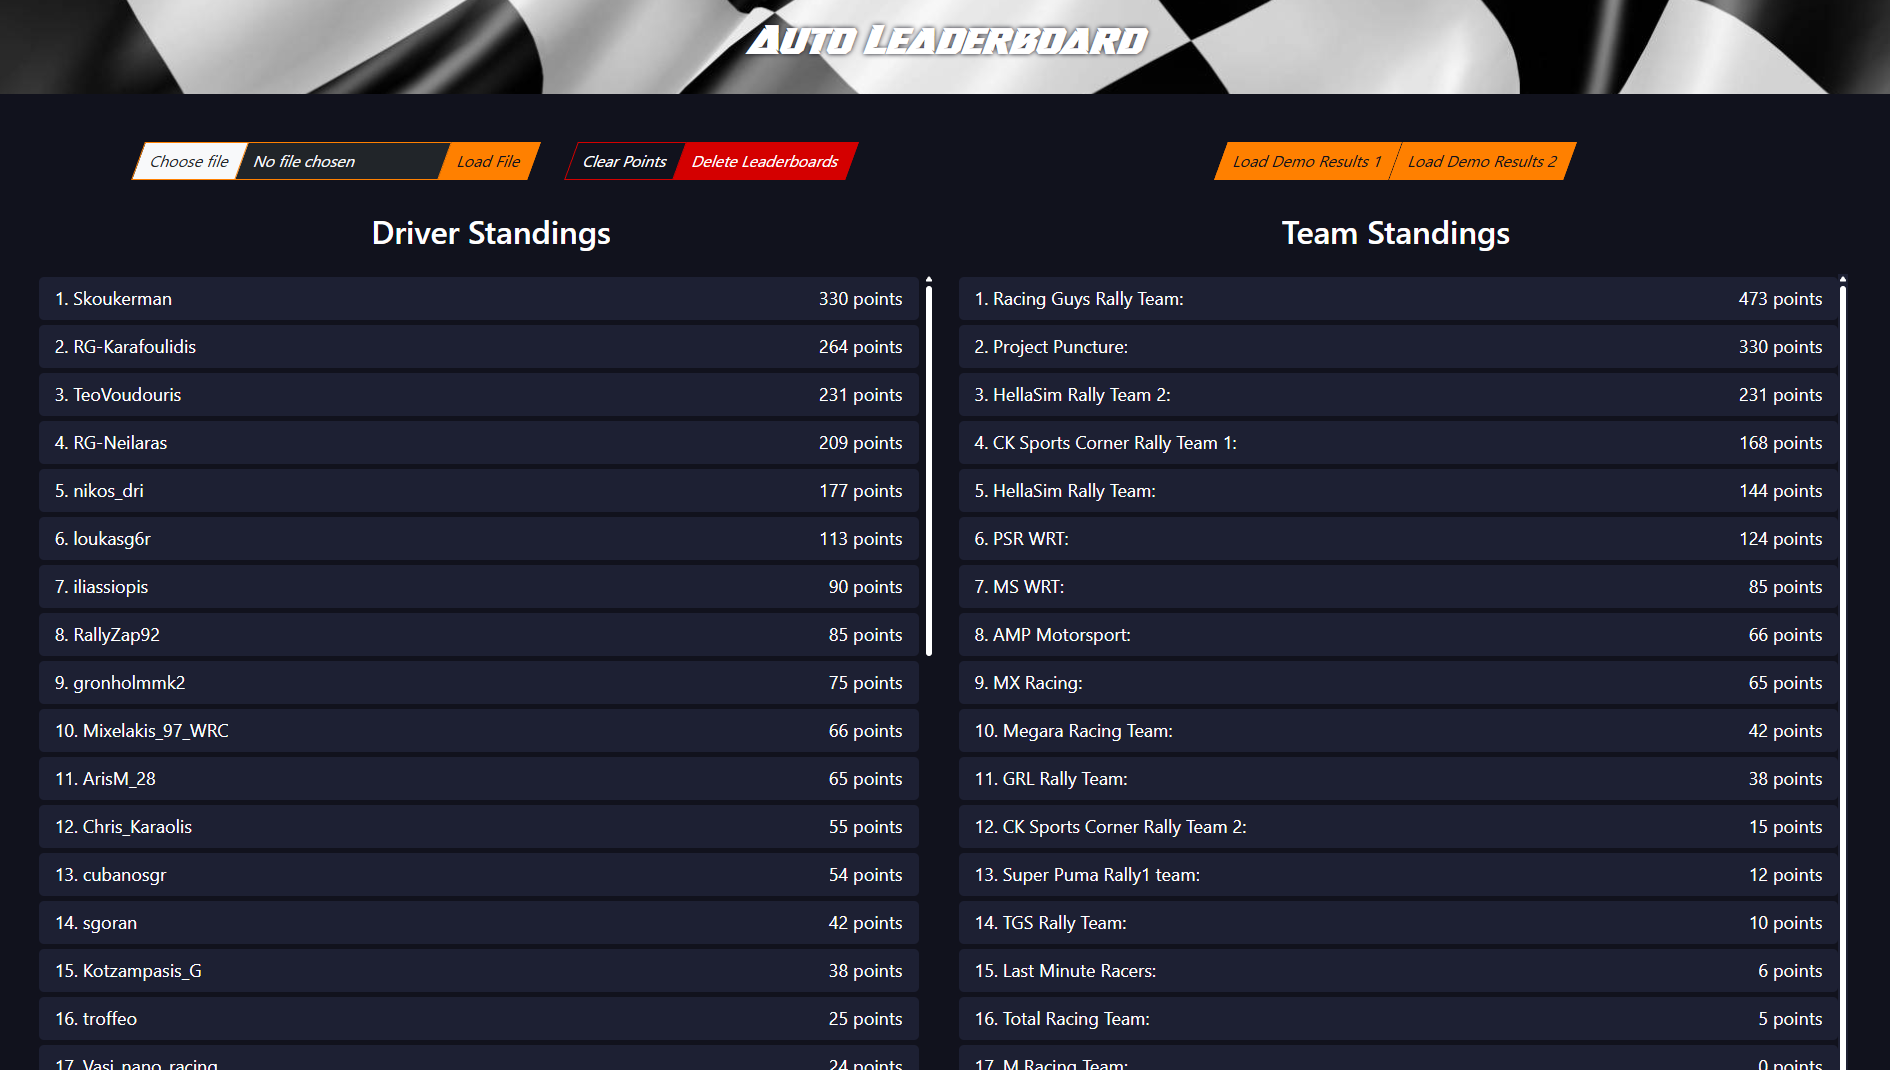 Auto Leaderboard
Choose file No file chosen Load File Clear Points Delete Leaderboards Load Demo Results 1 Load Demo Results 2
Driver Standings
1. Skoukerman 330 points
2. RG-Karafoulidis 264 points
3. TeoVoudouris 231 points
4. RG-Neilaras 209 points
5. nikos_dri 177 points
6. loukasg6r 113 points
7. iliassiopis 90 points
8. RallyZap92 85 points
9. gronholmmk2 75 points
10. Mixelakis_97_WRC 66 points
11. ArisM_28 65 points
12. Chris_Karaolis 55 points
13. cubanosgr 54 points
14. sgoran 42 points
15. Kotzampasis_G 38 points
16. troffeo 25 points
17. Vasi_nano_racing 24 points
Team Standings
1. Racing Guys Rally Team: 473 points
2. Project Puncture: 330 points
3. HellaSim Rally Team 2: 231 points
4. CK Sports Corner Rally Team 1: 168 points
5. HellaSim Rally Team: 144 points
6. PSR WRT: 124 points
7. MS WRT: 85 points
8. AMP Motorsport: 66 points
9. MX Racing: 65 points
10. Megara Racing Team: 42 points
11. GRL Rally Team: 38 points
12. CK Sports Corner Rally Team 2: 15 points
13. Super Puma Rally1 team: 12 points
14. TGS Rally Team: 10 points
15. Last Minute Racers: 6 points
16. Total Racing Team: 5 points
17. M Racing Team: 0 points